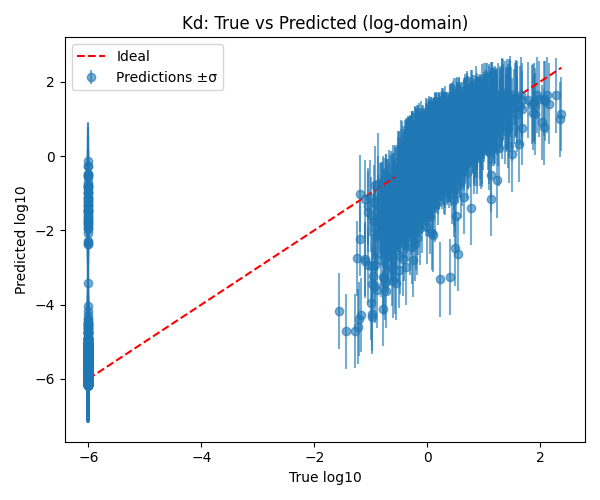 Kd: True vs Predicted (log-domain)
Ideal
Predictions ±σ
Predicted log10
2
0
−2
−4
−6
−6 −4 −2 0 2
True log10